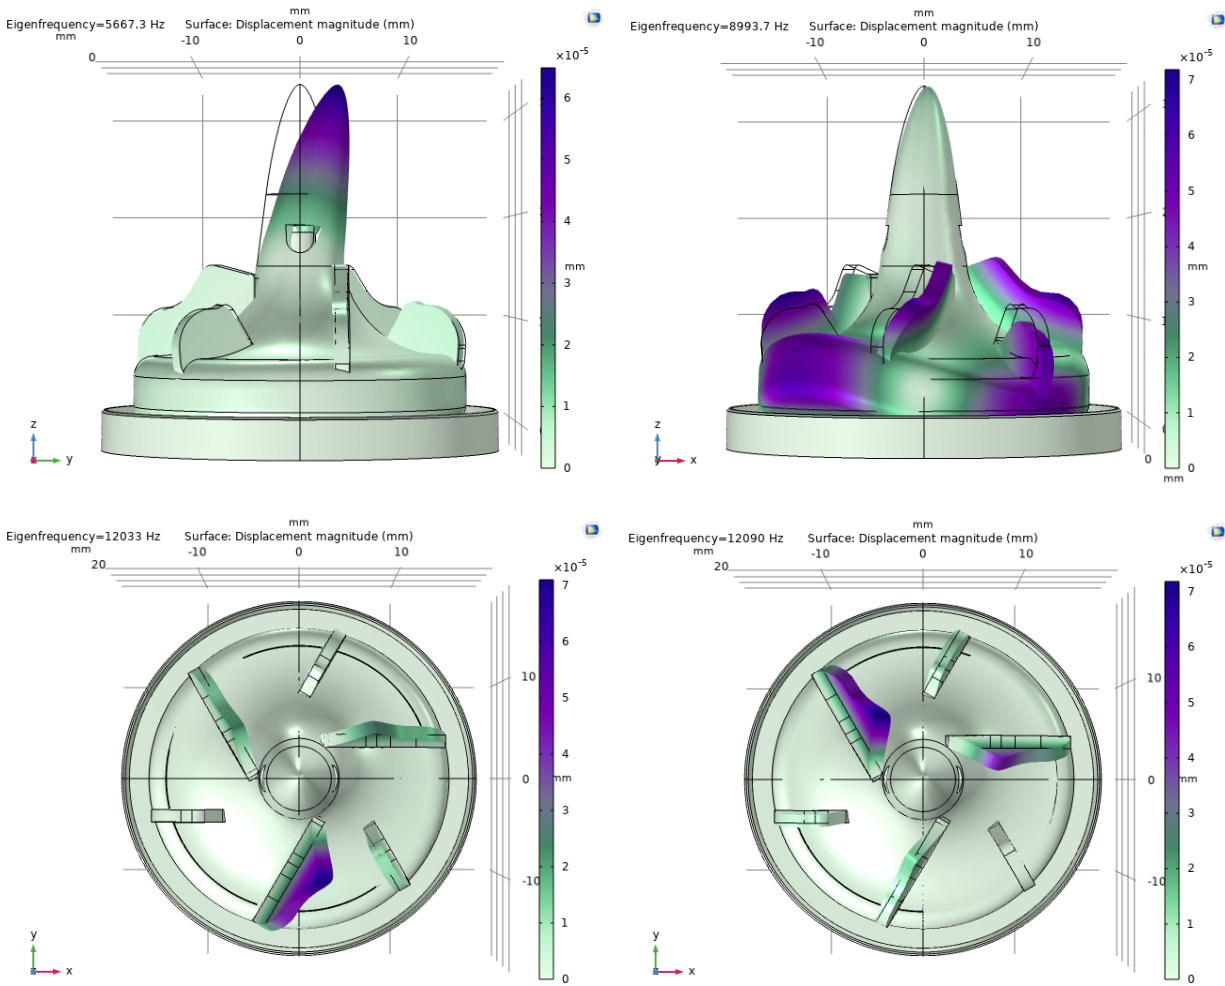 mm
Eigenfrequency=5667.3 Hz Surface: Displacement magnitude (mm)
mm -10 0 10
0
×10⁻⁵
6
5
4
mm
3
2
1
0
z
y
mm
Eigenfrequency=8993.7 Hz Surface: Displacement magnitude (mm)
-10 0 10
×10⁻⁵
7
6
5
4
mm
3
2
1
0
0
mm
z
x
mm
Eigenfrequency=12033 Hz Surface: Displacement magnitude (mm)
mm -10 0 10
20
×10⁻⁵
7
6
5
4
mm
3
2
1
0
10
0
-10
y
z
x
mm
Eigenfrequency=12090 Hz Surface: Displacement magnitude (mm)
mm -10 0 10
20
×10⁻⁵
7
6
5
4
mm
3
2
1
0
10
0
-10
y
z
x